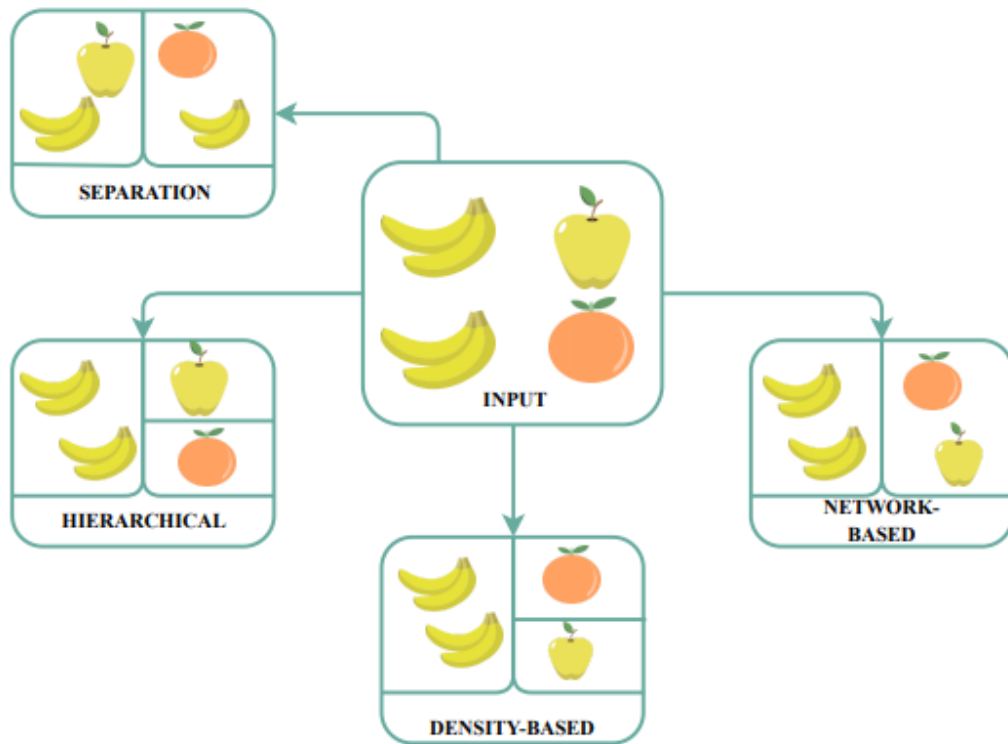 SEPARATION
INPUT
HIERARCHICAL
NETWORK-
BASED
DENSITY-BASED